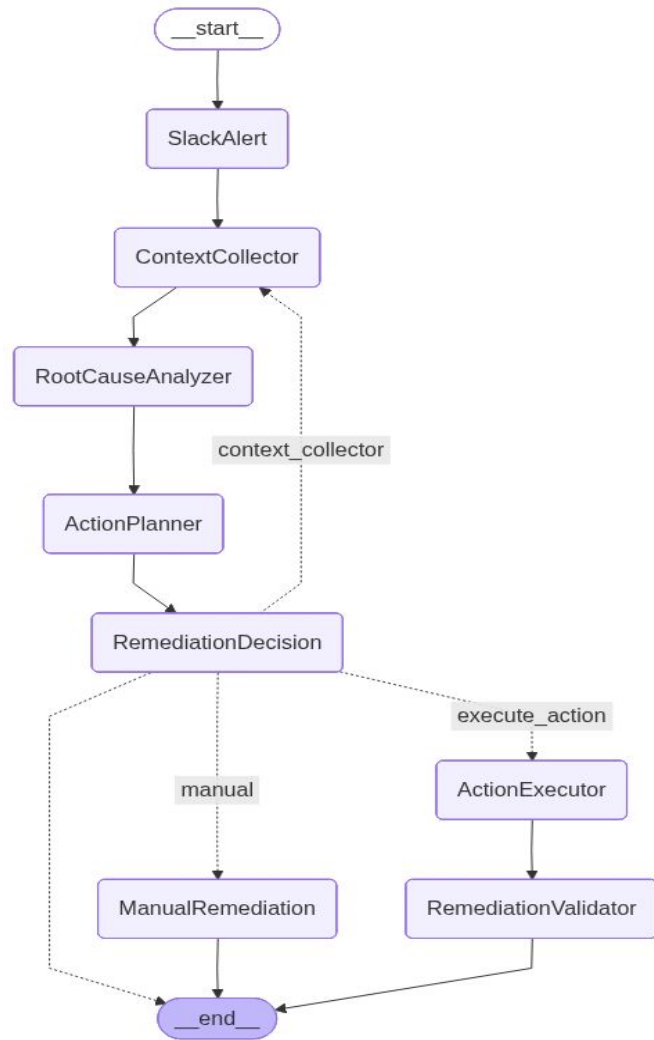 __start__
SlackAlert
ContextCollector
RootCauseAnalyzer
context_collector
ActionPlanner
RemediationDecision
execute_action
manual
ActionExecutor
ManualRemediation
RemediationValidator
__end__